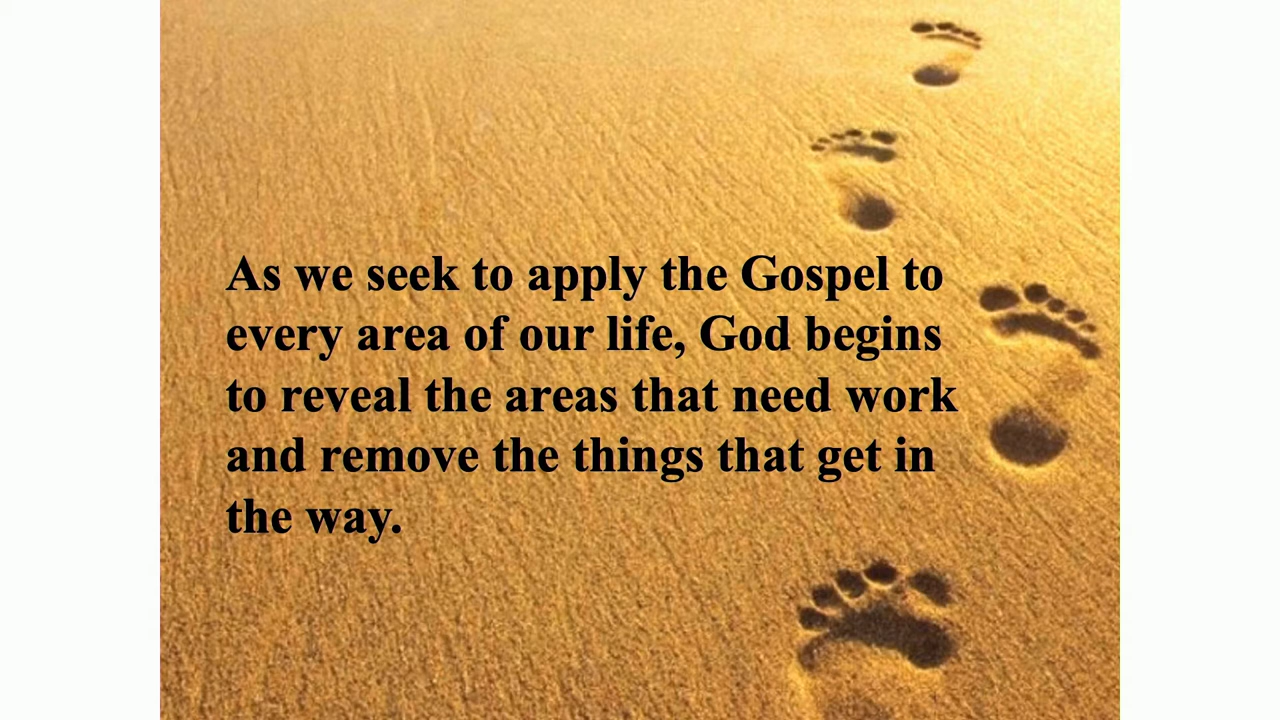 As we seek to apply the Gospel to
every area of our life, God begins
to reveal the areas that need work
and remove the things that get in
the way.